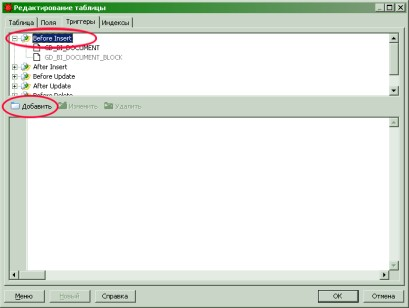 Редактирование таблицы
Таблица Поля Триггеры Индексы
Before Insert
GD_BI_DOCUMENT
GD_BI_DOCUMENT_BLOCK
After Insert
Before Update
After Update
Before Delete
Добавить Изменить Удалить
Меню Новый Справка OK Отмена